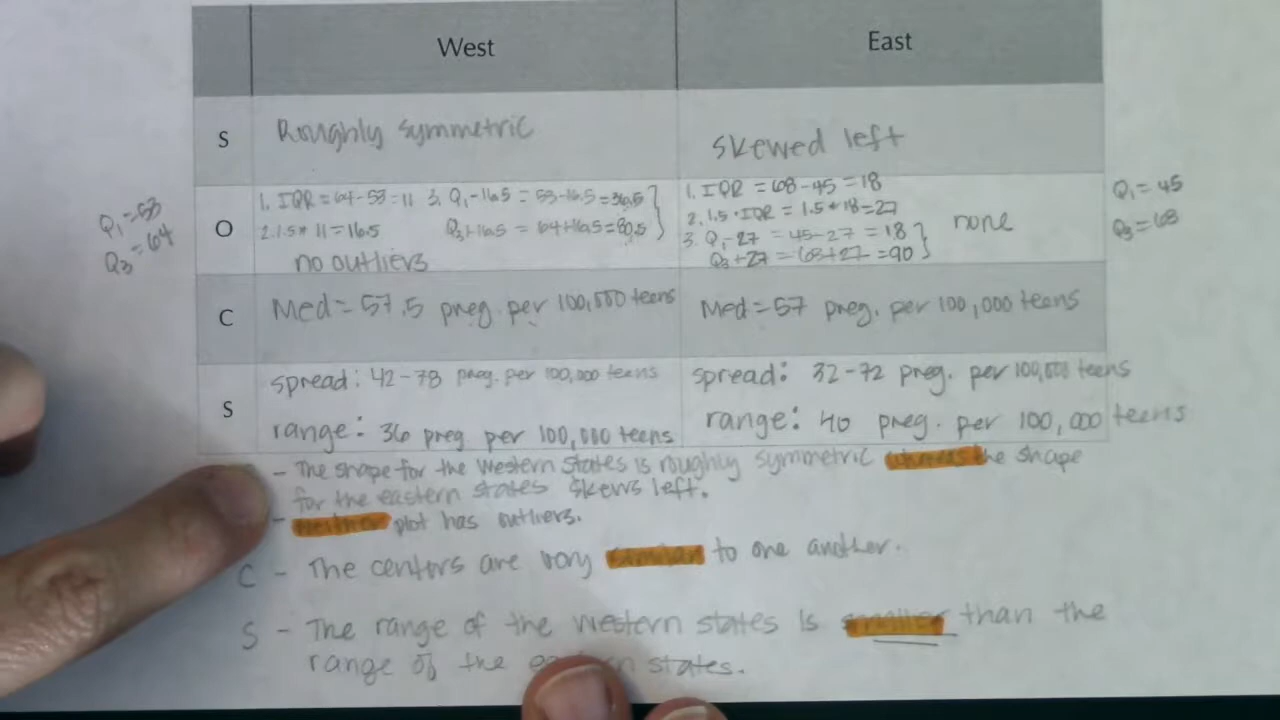 West East
S Roughly symmetric skewed left
O 1. IQR = 64-53=11 3. Q1-16.5 = 53-16.5=36.5
2. 1.5* 11=16.5 Q3+16.5 = 64+16.5=80.5
no outliers
1. IQR = 68-45 = 18
2. 1.5·IQR = 1.5*18=27
3. Q1-27 = 45-27 = 18 none
Q3+27 = 63+27 = 90
Q1=53
Q3=64
Q1=45
C Med = 57.5 preg. per 100,000 teens Med = 57 preg. per 100,000 teens
S spread: 42-78 preg. per 100,000 teens spread: 32-72 preg. per 100,000 teens
range: 36 preg per 100,000 teens range: 40 preg. per 100,000 teens
- The shape for the western states is roughly symmetric whereas the shape
for the eastern states skews left.
- Neither plot has outliers.
C - The centers are very similar to one another.
S - The range of the western states is smaller than the
range of the eastern states.